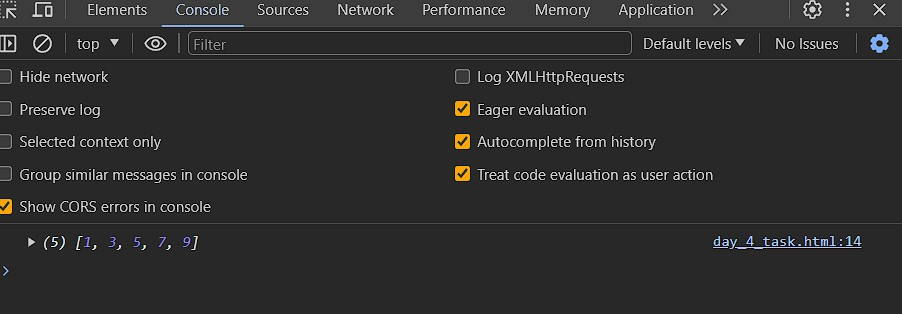 Elements Console Sources Network Performance Memory Application
top Filter Default levels No Issues
Hide network Log XMLHttpRequests
Preserve log Eager evaluation
Selected context only Autocomplete from history
Group similar messages in console Treat code evaluation as user action
Show CORS errors in console
(5) [1, 3, 5, 7, 9] day_4_task.html:14